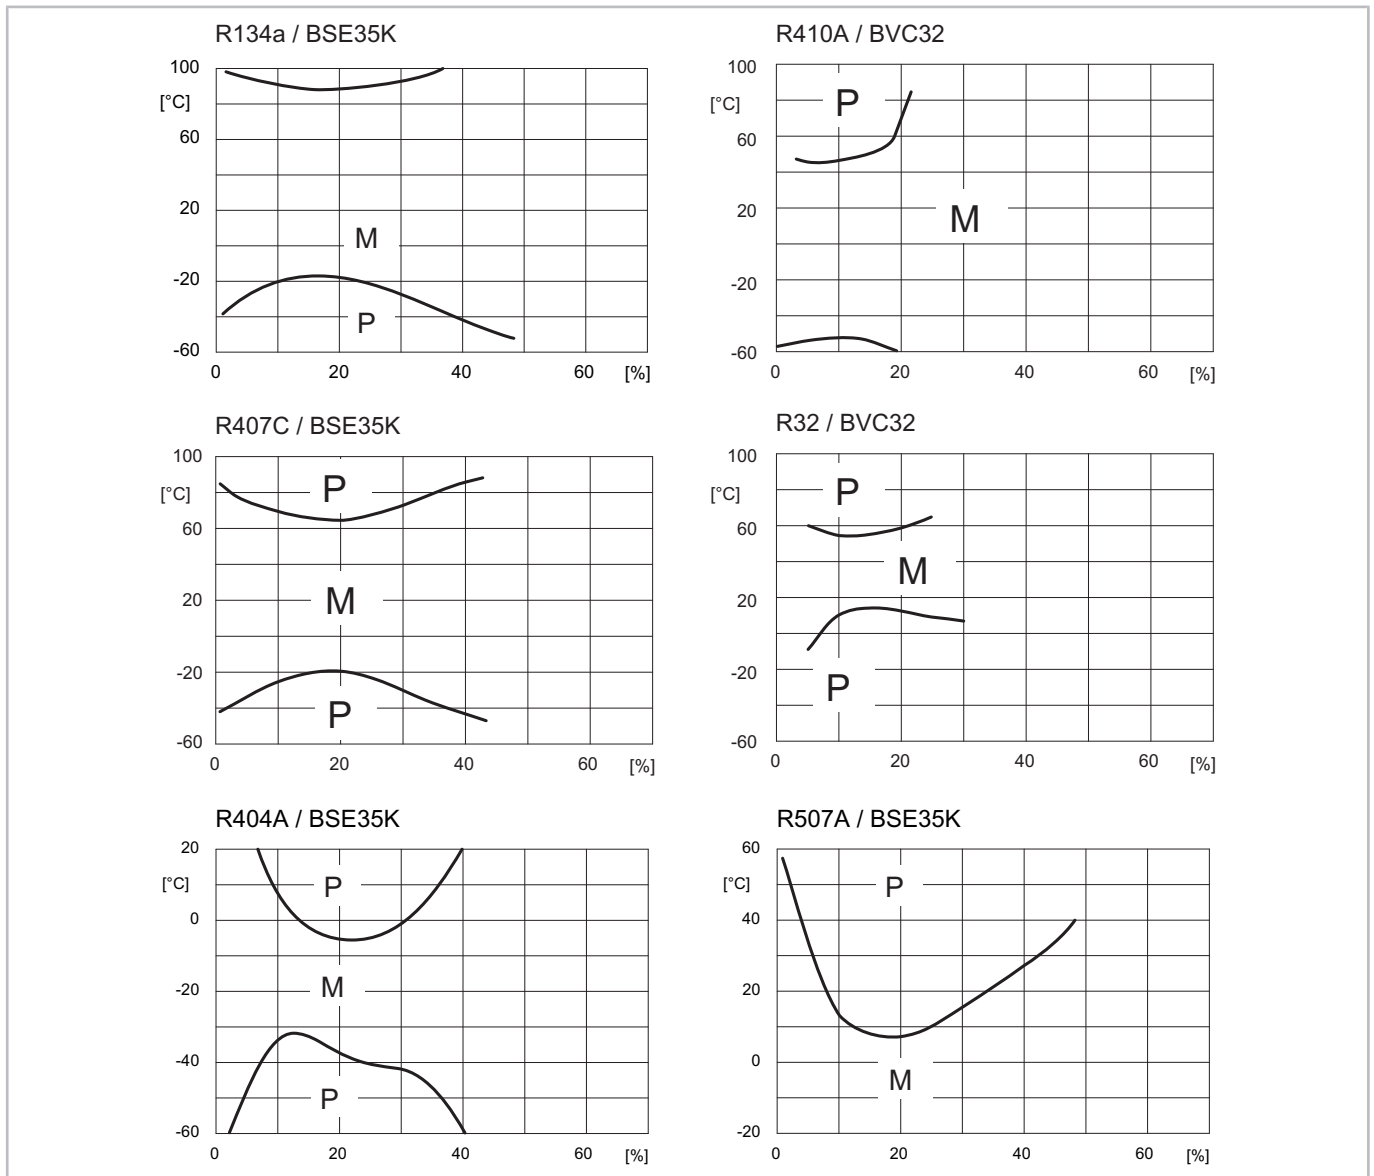 R134a / BSE35K
100
[°C]
60
20
-20
-60
M
P
0 20 40 60 [%]
R410A / BVC32
100
[°C]
60
20
-20
-60
P
M
0 20 40 60 [%]
R407C / BSE35K
100
[°C]
60
20
-20
-60
P
M
P
0 20 40 60 [%]
R32 / BVC32
100
[°C]
60
20
-20
-60
P
M
P
0 20 40 60 [%]
R404A / BSE35K
20
[°C]
0
-20
-40
-60
P
M
P
0 20 40 60 [%]
R507A / BSE35K
60
[°C]
40
20
0
-20
P
M
0 20 40 60 [%]